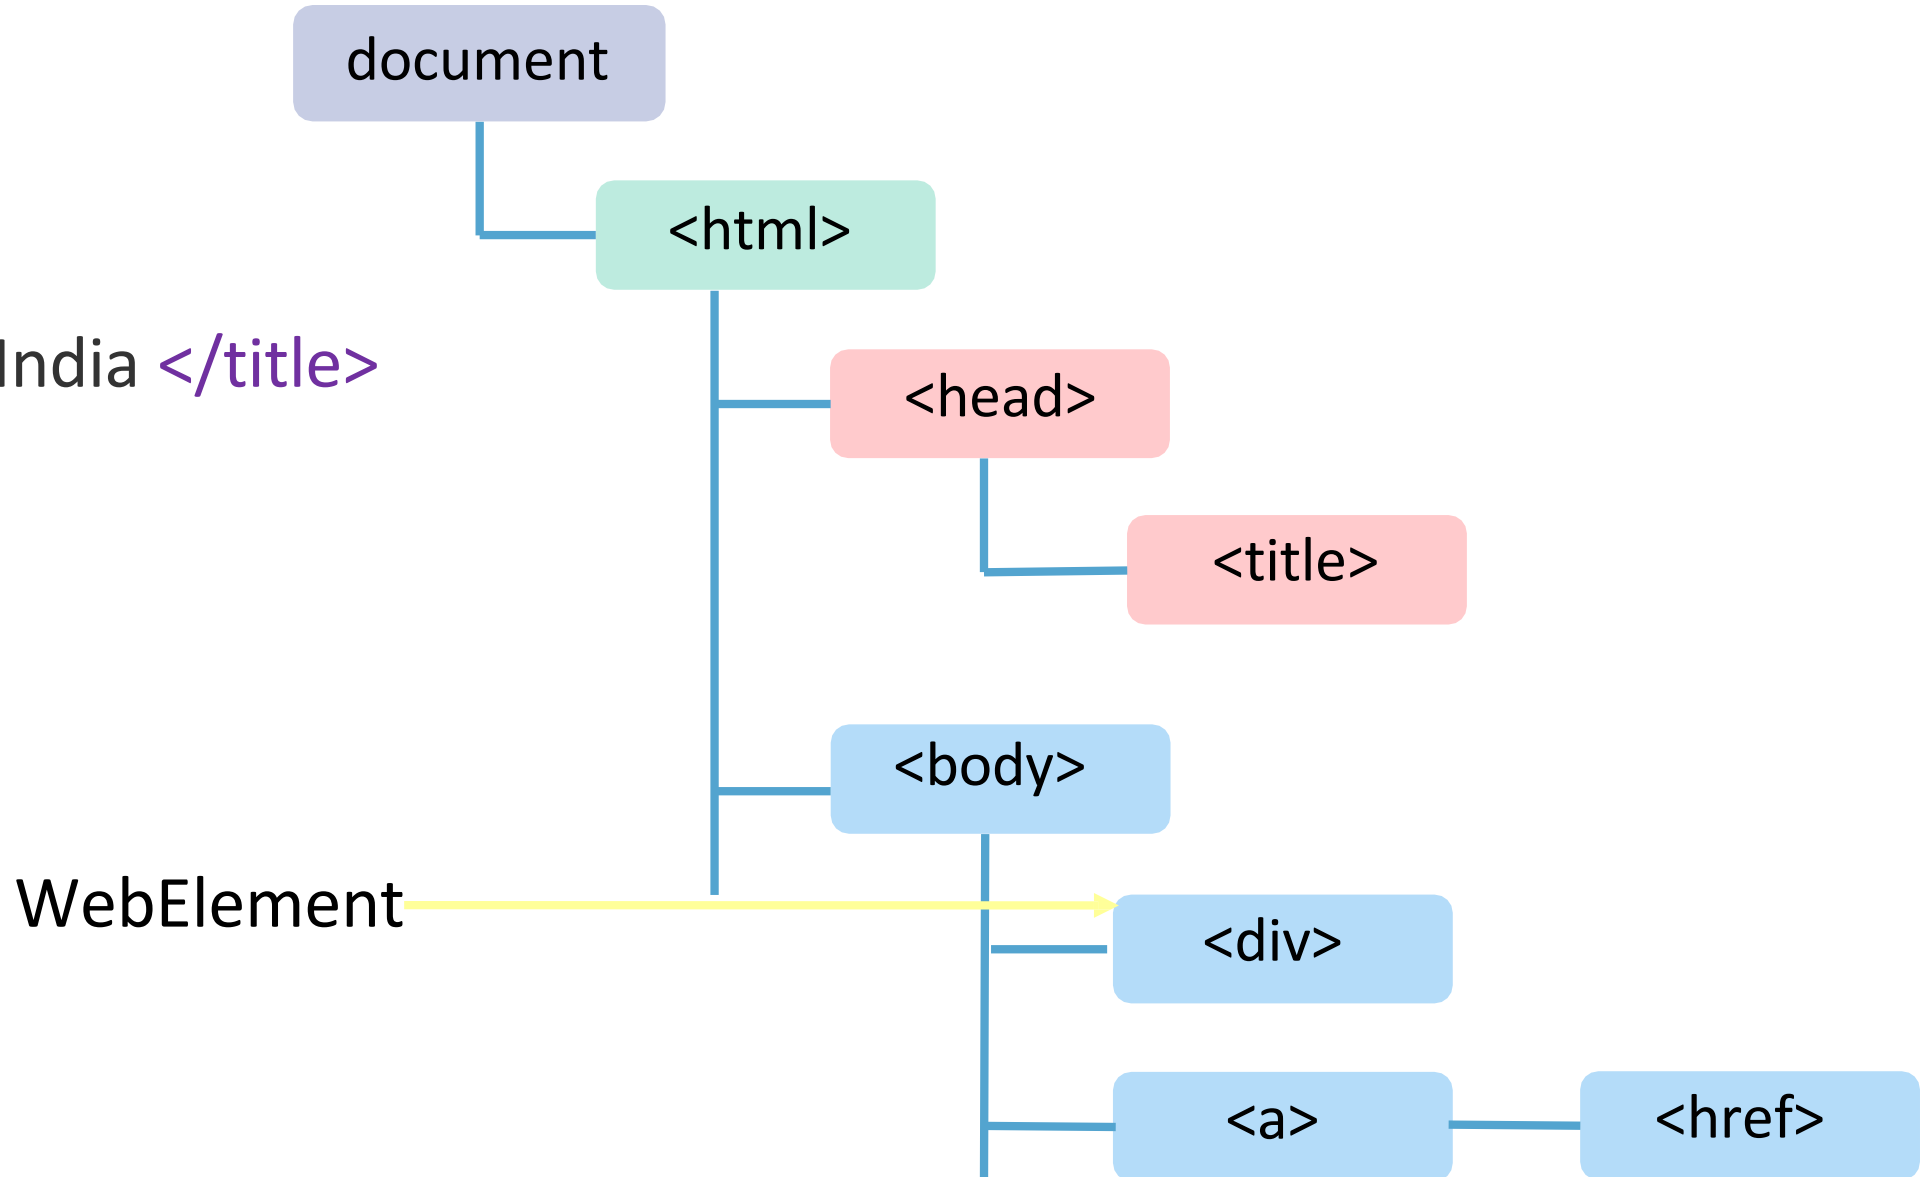 document
<html>
India </title>
<head>
<title>
<body>
WebElement
<div>
<a>
<href>